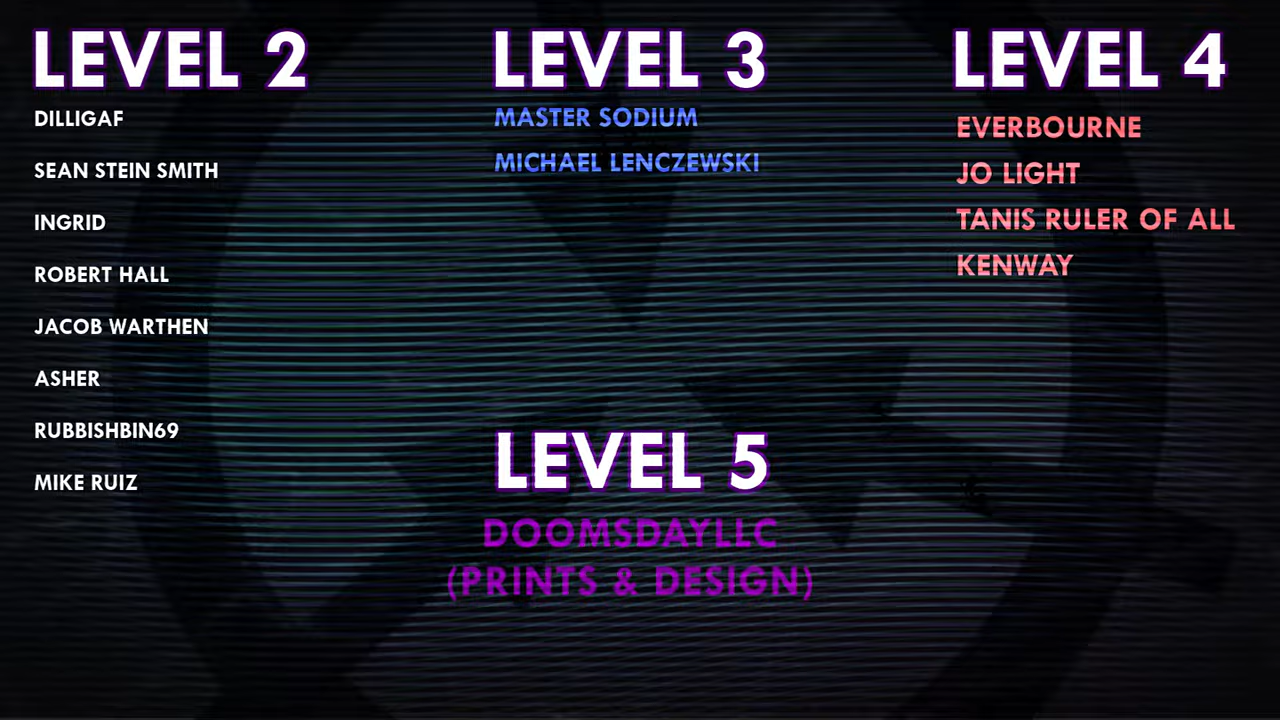 LEVEL 2
DILLIGAF
SEAN STEIN SMITH
INGRID
ROBERT HALL
JACOB WARTHEN
ASHER
RUBBISHBIN69
MIKE RUIZ
LEVEL 3
MASTER SODIUM
MICHAEL LENCZEWSKI
LEVEL 4
EVERBOURNE
JO LIGHT
TANIS RULER OF ALL
KENWAY
LEVEL 5
DOOMSDAYLLC
(PRINTS & DESIGN)